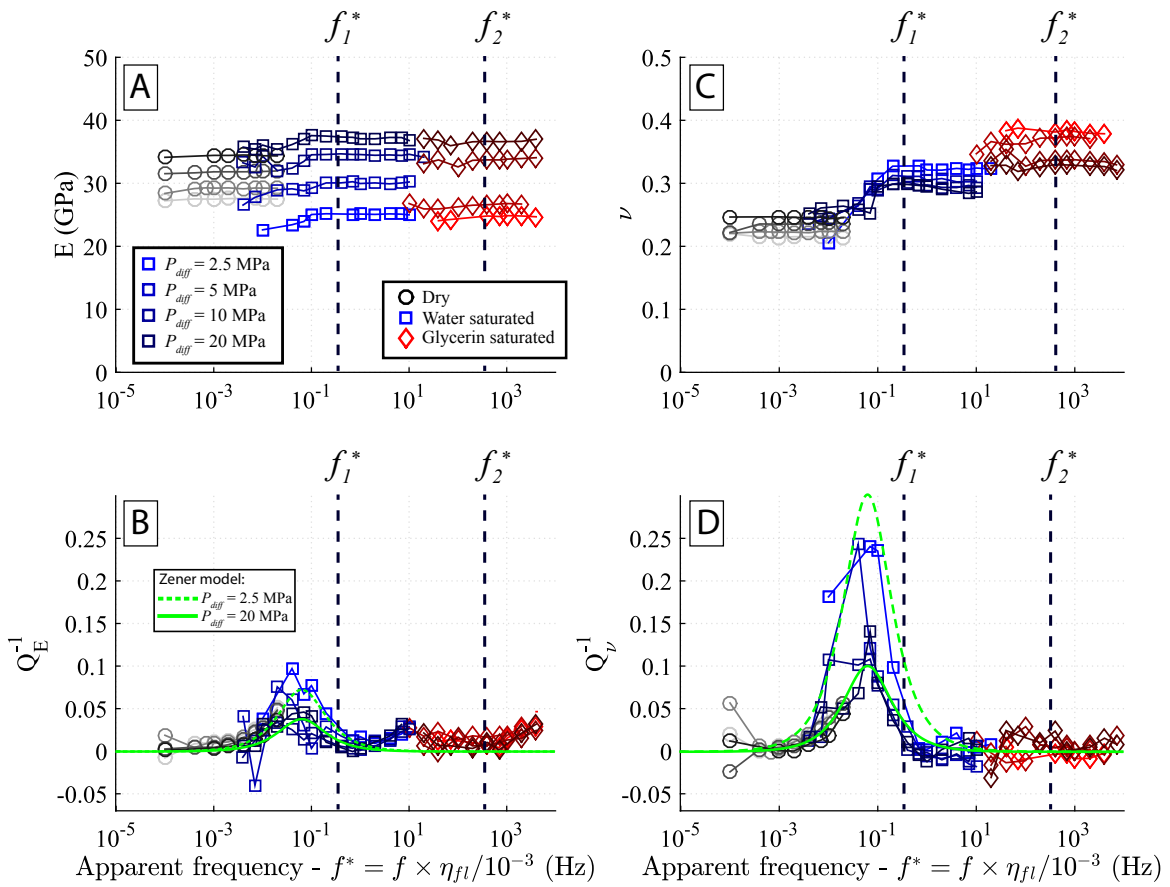 f1* f2* f1* f2*
A
50
40
30
20
10
0
E (GPa)
10-5 10-3 10-1 101 103
Pdiff = 2.5 MPa
Pdiff = 5 MPa
Pdiff = 10 MPa
Pdiff = 20 MPa
Dry
Water saturated
Glycerin saturated
C
0.5
0.4
0.3
0.2
0.1
0
ν
10-5 10-3 10-1 101 103
f1* f2* f1* f2*
B
0.25
0.2
0.15
0.1
0.05
0
-0.05
QE-1
Zener model:
Pdiff = 2.5 MPa
Pdiff = 20 MPa
10-5 10-3 10-1 101 103
Apparent frequency - f* = f × ηfl/10-3 (Hz)
D
0.25
0.2
0.15
0.1
0.05
0
-0.05
Qν-1
10-5 10-3 10-1 101 103
Apparent frequency - f* = f × ηfl/10-3 (Hz)